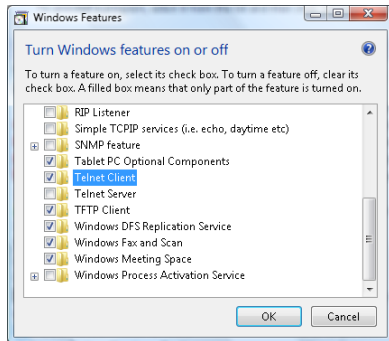 Windows Features
Turn Windows features on or off
To turn a feature on, select its check box. To turn a feature off, clear its
check box. A filled box means that only part of the feature is turned on.
RIP Listener
Simple TCPIP services (i.e. echo, daytime etc)
SNMP feature
Tablet PC Optional Components
Telnet Client
Telnet Server
TFTP Client
Windows DFS Replication Service
Windows Fax and Scan
Windows Meeting Space
Windows Process Activation Service
OK
Cancel